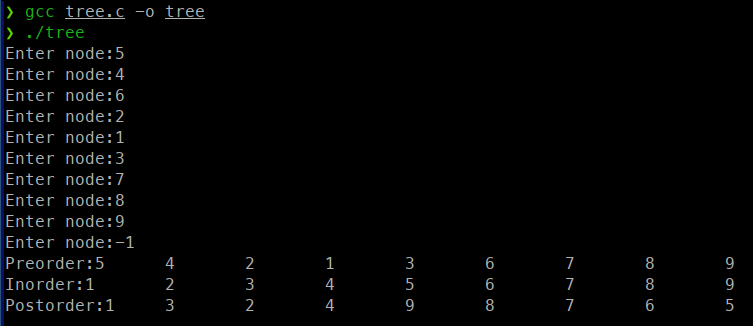 ❯ gcc tree.c -o tree
❯ ./tree
Enter node:5
Enter node:4
Enter node:6
Enter node:2
Enter node:1
Enter node:3
Enter node:7
Enter node:8
Enter node:9
Enter node:-1
Preorder:5      4       2       1       3       6       7       8       9
Inorder:1       2       3       4       5       6       7       8       9
Postorder:1     3       2       4       9       8       7       6       5